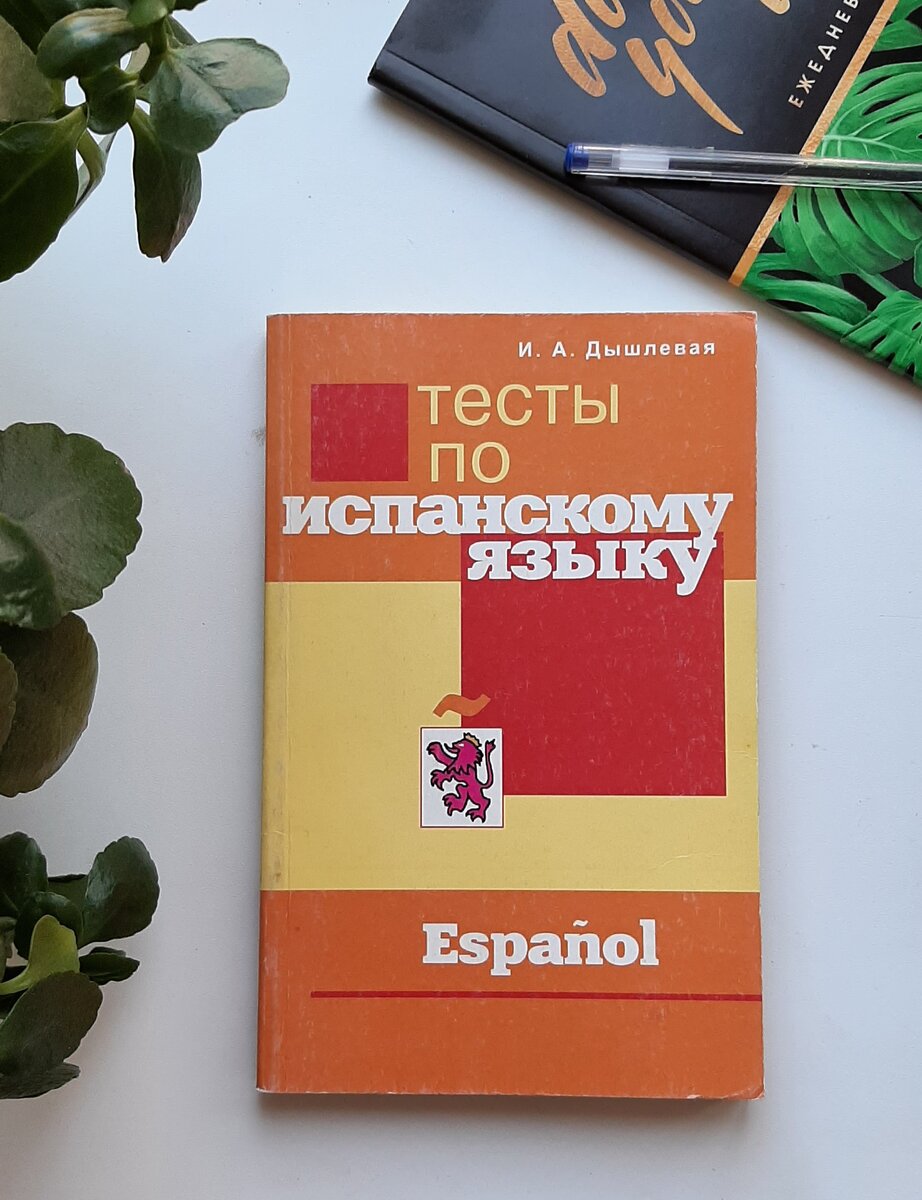 И. А. Дышлевая
тесты
по
испанскому
языку
Español